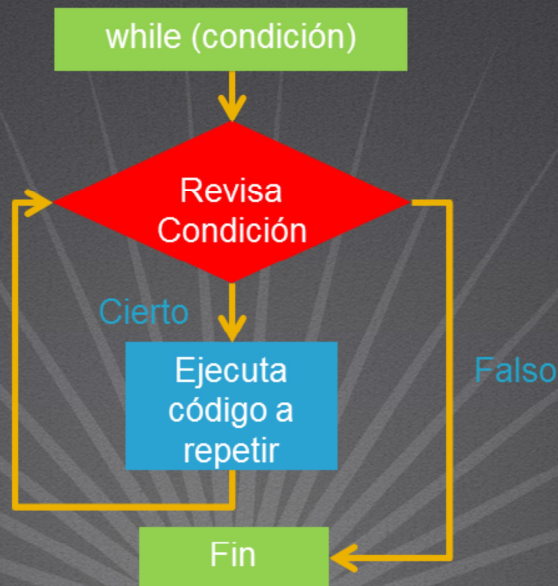 while (condición)
Revisa
Condición
Cierto
Ejecuta
código a
repetir
Falso
Fin